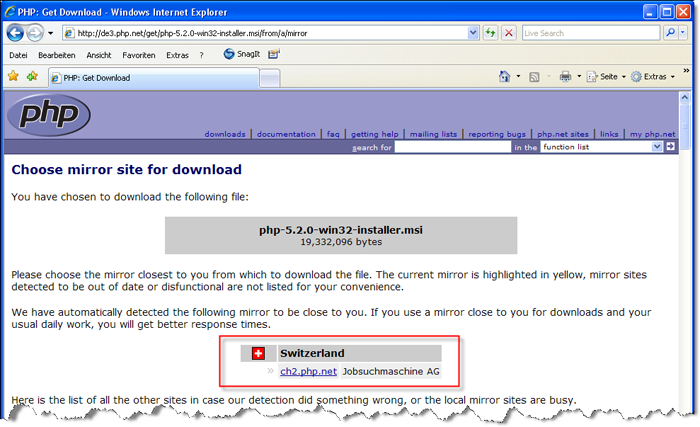 PHP: Get Download - Windows Internet Explorer
http://de3.php.net/get/php-5.2.0-win32-installer.msi/from/a/mirror
Live Search
Datei Bearbeiten Ansicht Favoriten Extras ? SnagIt
PHP: Get Download
Seite Extras
php
downloads | documentation | faq | getting help | mailing lists | reporting bugs | php.net sites | links | my php.net
search for in the function list
Choose mirror site for download
You have chosen to download the following file:
php-5.2.0-win32-installer.msi
19,332,096 bytes
Please choose the mirror closest to you from which to download the file. The current mirror is highlighted in yellow, mirror sites
detected to be out of date or disfunctional are not listed for your convenience.
We have automatically detected the following mirror to be close to you. If you use a mirror close to you for downloads and your
usual daily work, you will get better response times.
Switzerland
» ch2.php.net Jobsuchmaschine AG
Here is the list of all the other sites in case our detection did something wrong, or the local mirror sites are busy.